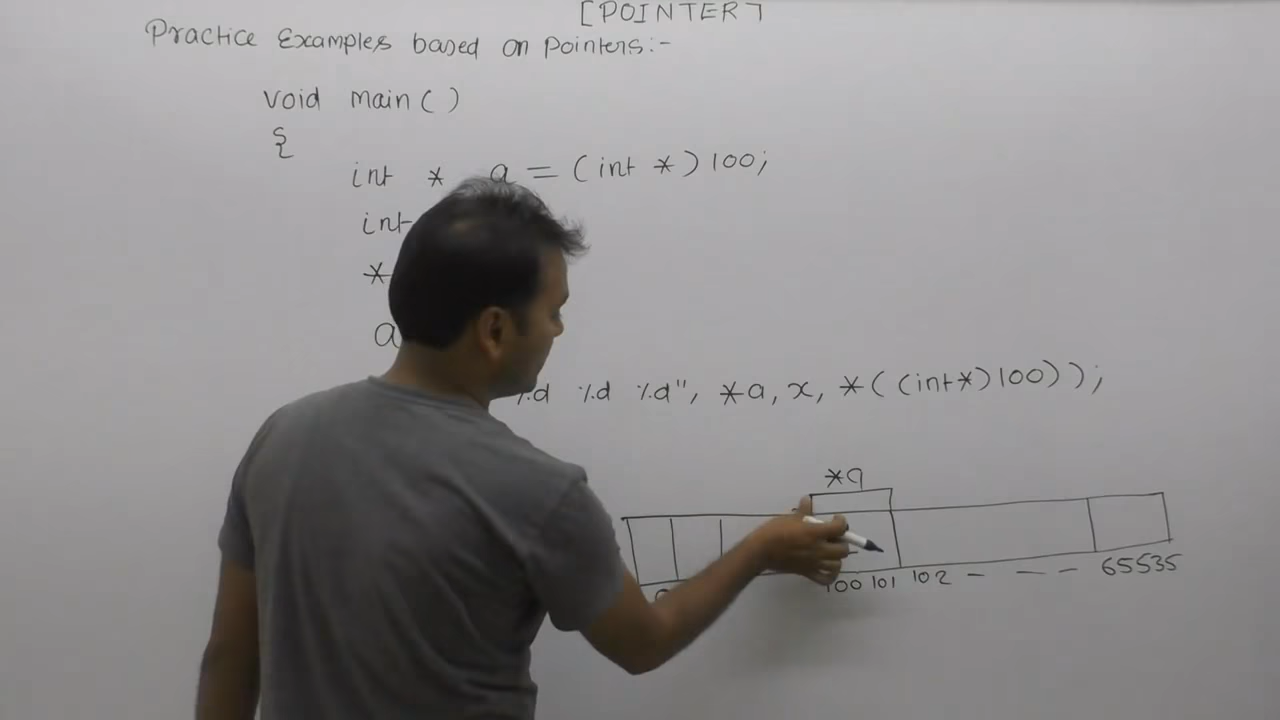 [POINTER]
Practice Examples based on Pointers:-
void main( )
{
int * a = (int *)100;
int
*
a
%d %d %d", *a, x, *((int*)100));
*a
100 101 102 - - - 65535